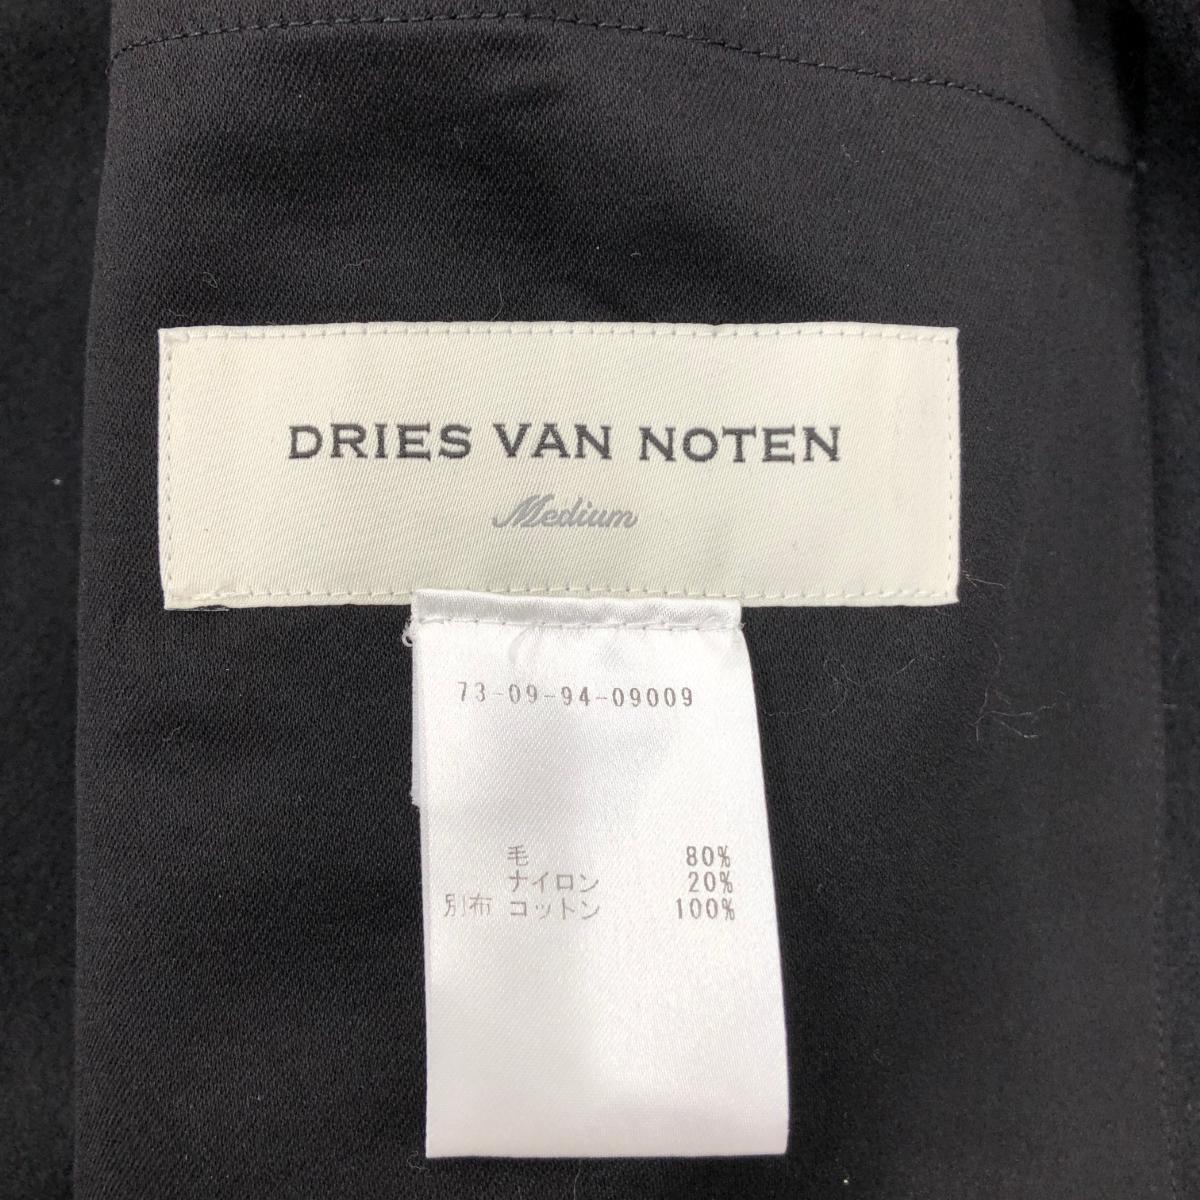 DRIES VAN NOTEN
Medium
73-09-94-09009
毛 80%
ナイロン 20%
別布 コットン 100%